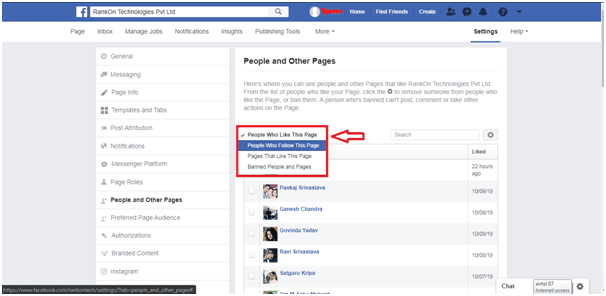 RankOn Technologies Pvt Ltd
Home Find Friends Create
Page Inbox Manage Jobs Notifications Insights Publishing Tools More Settings Help
General
Messaging
Page Info
Templates and Tabs
Post Attribution
Notifications
Messenger Platform
Page Roles
People and Other Pages
Preferred Page Audience
Authorizations
Branded Content
Instagram
People and Other Pages
Here's where you can see people and other Pages that like RankOn Technologies Pvt Ltd.
From the list of people who like your Page, click the to remove someone from people who
like the Page, or ban them. A person who's banned can't post, comment or take other
actions on the Page.
People Who Like This Page
People Who Follow This Page
Pages That Like This Page
Banned People and Pages
Search
Liked
22 hours
ago
Pankaj Srivastava 10/09/19
Ganesh Chandra 10/09/19
Govinda Yadav 10/09/19
Ravi Srivastava 10/09/19
Satguru Kripa 10/07/19
Chat
airtel 87
Internet access
https://www.facebook.com/rankontech/settings/?tab=people_and_other_pages#